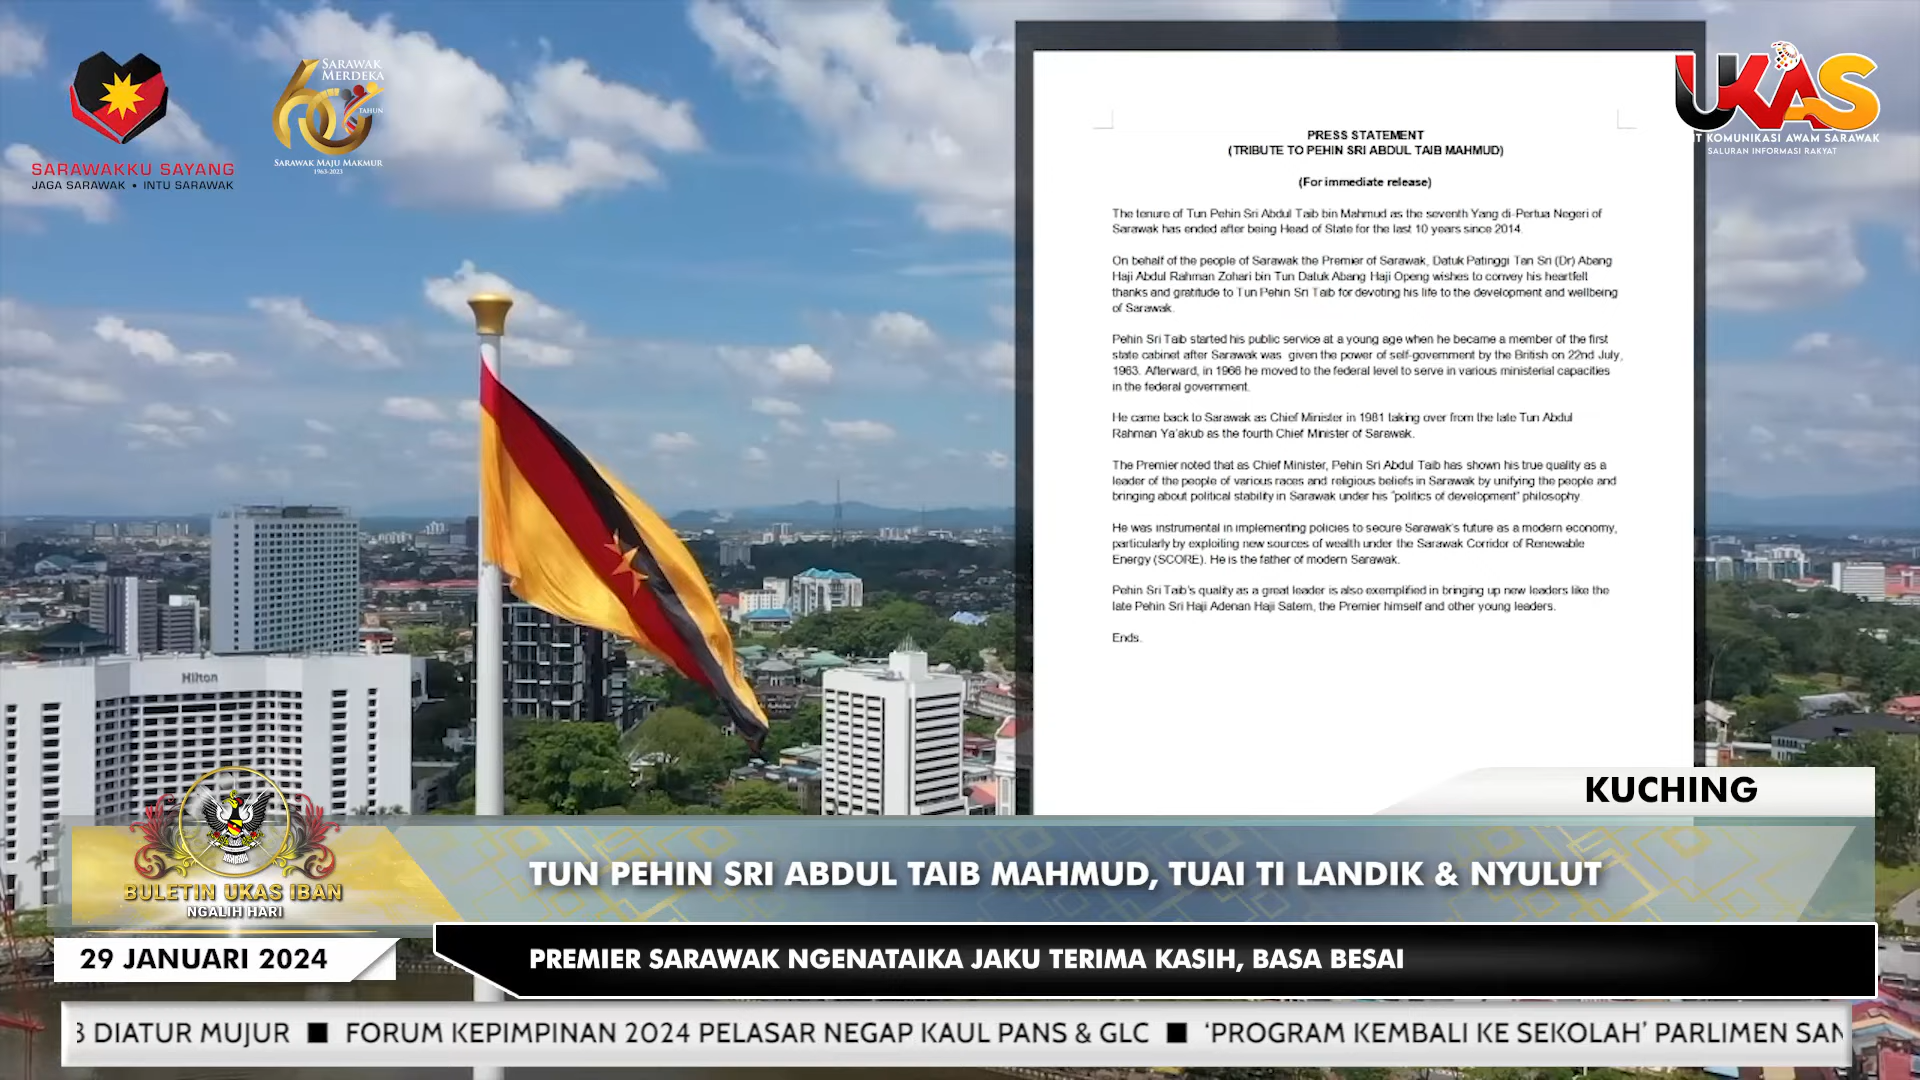 SARAWAKKU SAYANG
JAGA SARAWAK • INTU SARAWAK
SARAWAK
MERDEKA
60
TAHUN
SARAWAK MAJU MAKMUR
1963-2023
UKAS
IT KOMUNIKASI AWAM SARAWAK
SALURAN INFORMASI RAKYAT
PRESS STATEMENT
(TRIBUTE TO PEHIN SRI ABDUL TAIB MAHMUD)
(For immediate release)
The tenure of Tun Pehin Sri Abdul Taib bin Mahmud as the seventh Yang di-Pertua Negeri of
Sarawak has ended after being Head of State for the last 10 years since 2014.
On behalf of the people of Sarawak the Premier of Sarawak, Datuk Patinggi Tan Sri (Dr) Abang
Haji Abdul Rahman Zohari bin Tun Datuk Abang Haji Openg wishes to convey his heartfelt
thanks and gratitude to Tun Pehin Sri Taib for devoting his life to the development and wellbeing
of Sarawak.
Pehin Sri Taib started his public service at a young age when he became a member of the first
state cabinet after Sarawak was given the power of self-government by the British on 22nd July,
1963. Afterward, in 1966 he moved to the federal level to serve in various ministerial capacities
in the federal government.
He came back to Sarawak as Chief Minister in 1981 taking over from the late Tun Abdul
Rahman Ya'akub as the fourth Chief Minister of Sarawak.
The Premier noted that as Chief Minister, Pehin Sri Abdul Taib has shown his true quality as a
leader of the people of various races and religious beliefs in Sarawak by unifying the people and
bringing about political stability in Sarawak under his "politics of development" philosophy
He was instrumental in implementing policies to secure Sarawak's future as a modern economy,
particularly by exploiting new sources of wealth under the Sarawak Corridor of Renewable
Energy (SCORE). He is the father of modern Sarawak.
Pehin Sri Taib's quality as a great leader is also exemplified in bringing up new leaders like the
late Pehin Sri Haji Adenan Haji Satem, the Premier himself and other young leaders.
Ends.
Hilton
KUCHING
BULETIN UKAS IBAN
NGALIH HARI
TUN PEHIN SRI ABDUL TAIB MAHMUD, TUAI TI LANDIK & NYULUT
29 JANUARI 2024
PREMIER SARAWAK NGENATAIKA JAKU TERIMA KASIH, BASA BESAI
B DIATUR MUJUR ■ FORUM KEPIMPINAN 2024 PELASAR NEGAP KAUL PANS & GLC ■ 'PROGRAM KEMBALI KE SEKOLAH' PARLIMEN SAN